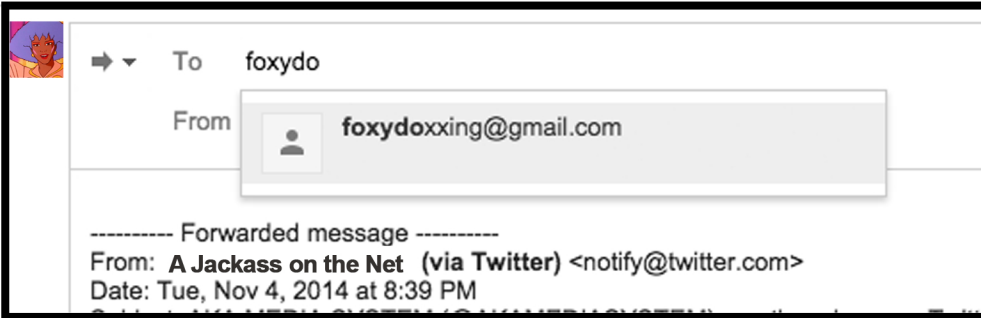 To foxydo
From
foxydoxxing@gmail.com
---------- Forwarded message ----------
From: A Jackass on the Net (via Twitter) <notify@twitter.com>
Date: Tue, Nov 4, 2014 at 8:39 PM